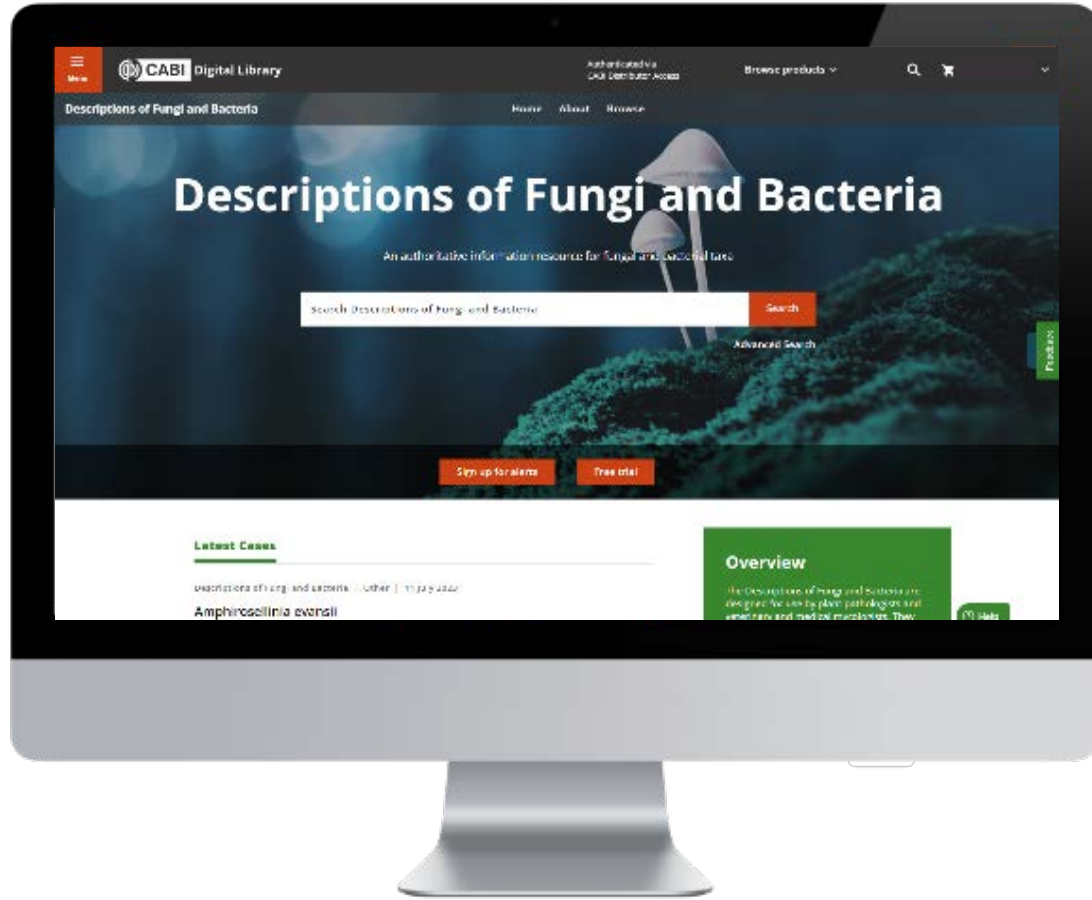 Menu
CABI Digital Library
Authenticated via
CABI Distributor Access
Browse products
Descriptions of Fungi and Bacteria
Home About Browse
Descriptions of Fungi and Bacteria
An authoritative information resource for fungal and bacterial taxa
Search Descriptions of Fungi and Bacteria
Search
Advanced Search
Feedback
Sign up for alerts
Free trial
Latest Cases
Descriptions of Fungi and Bacteria | Other | July
Amphirosellinia evansii
Overview
The Descriptions of Fungi and Bacteria are
designed for use by plant pathologists and
veterinary and medical mycologists. They
Help